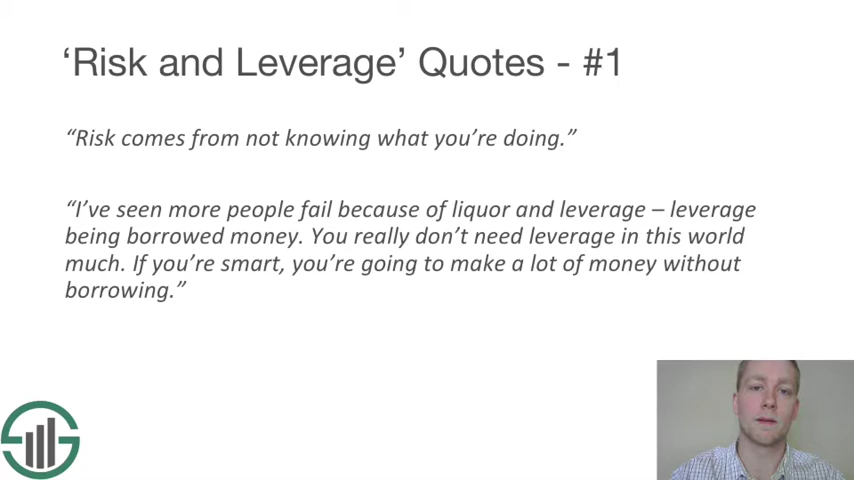 ‘Risk and Leverage’ Quotes - #1
“Risk comes from not knowing what you’re doing.”
“I’ve seen more people fail because of liquor and leverage – leverage
being borrowed money. You really don’t need leverage in this world
much. If you’re smart, you’re going to make a lot of money without
borrowing.”